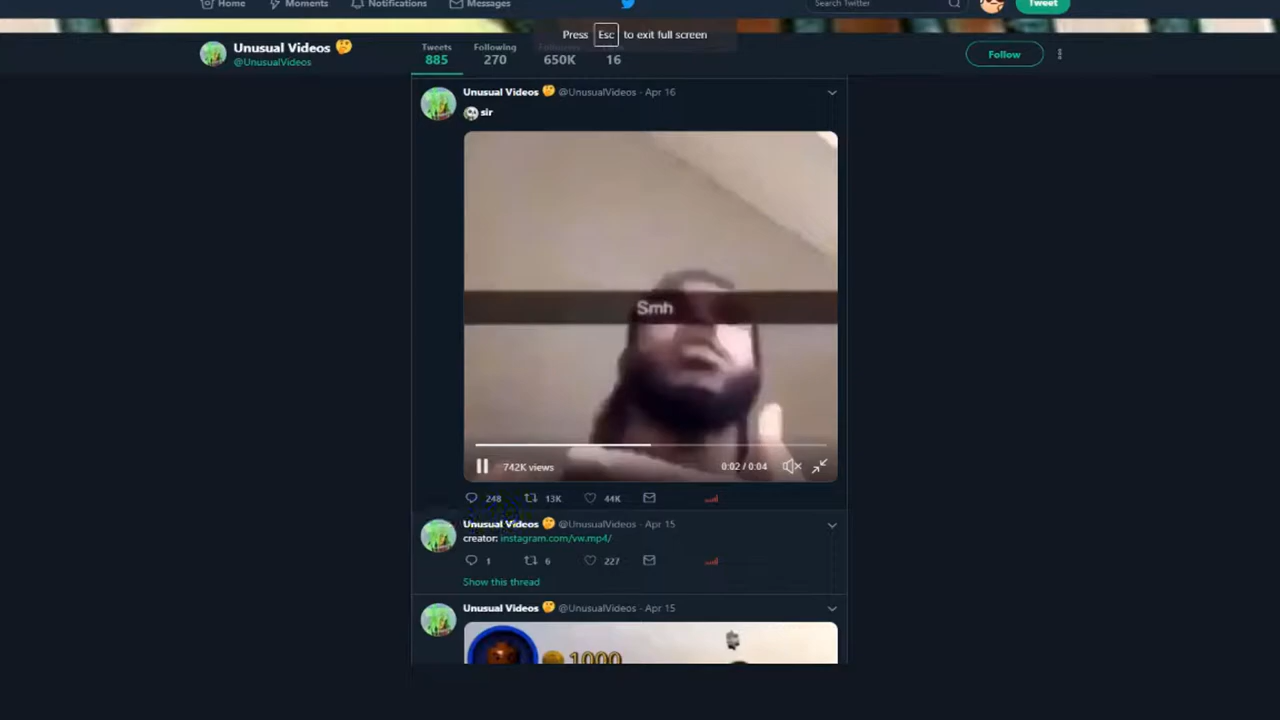 Home Moments Notifications Messages Search Twitter Tweet
Press Esc to exit full screen
Unusual Videos
@UnusualVideos
Tweets Following
885 270 650K 16
Follow
Unusual Videos @UnusualVideos · Apr 16
sir
Smh
742K views 0:02 / 0:04
248 13K 44K
Unusual Videos @UnusualVideos · Apr 15
creator: instagram.com/vw.mp4/
1 6 227
Show this thread
Unusual Videos @UnusualVideos · Apr 15
1000